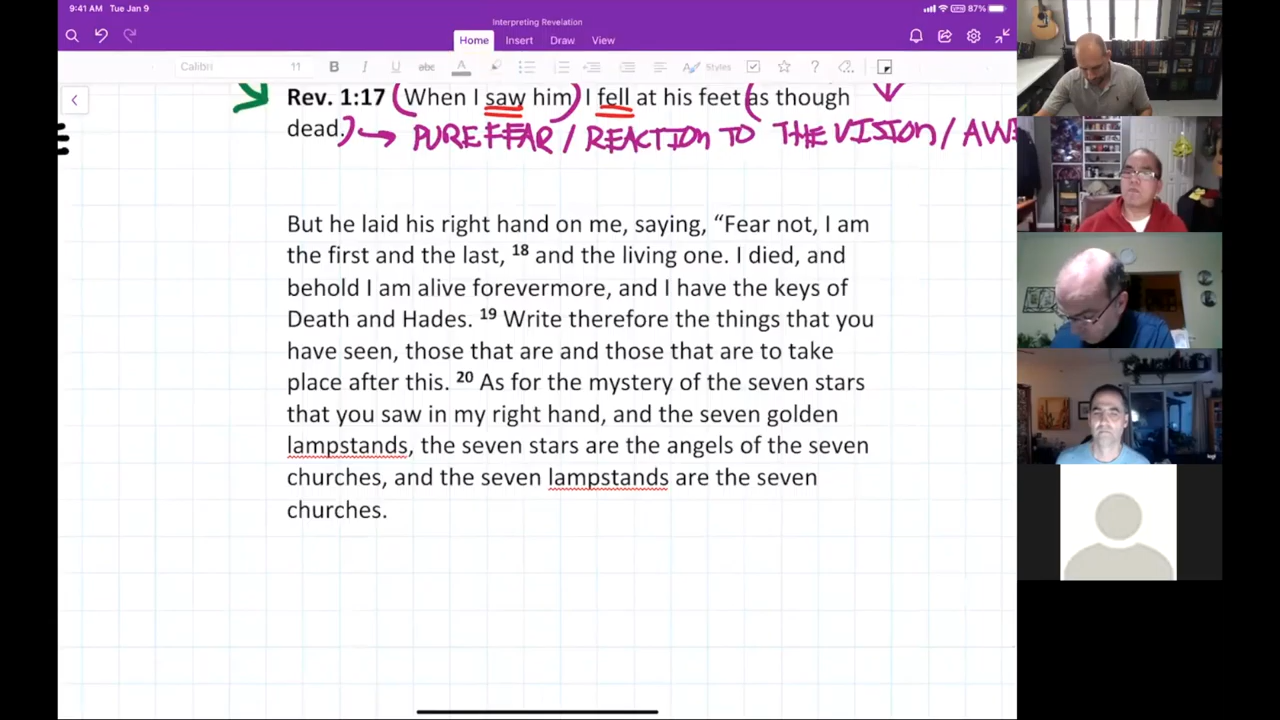 9:41 AM Tue Jan 9
87%
Interpreting Revelation
Home Insert Draw View
Calibri 11 B I U abc A Styles ?
Rev. 1:17 (When I saw him) I fell at his feet (as though
dead.) → PURE FEAR / REACTION TO THE VISION / AWE
But he laid his right hand on me, saying, “Fear not, I am
the first and the last, 18 and the living one. I died, and
behold I am alive forevermore, and I have the keys of
Death and Hades. 19 Write therefore the things that you
have seen, those that are and those that are to take
place after this. 20 As for the mystery of the seven stars
that you saw in my right hand, and the seven golden
lampstands, the seven stars are the angels of the seven
churches, and the seven lampstands are the seven
churches.